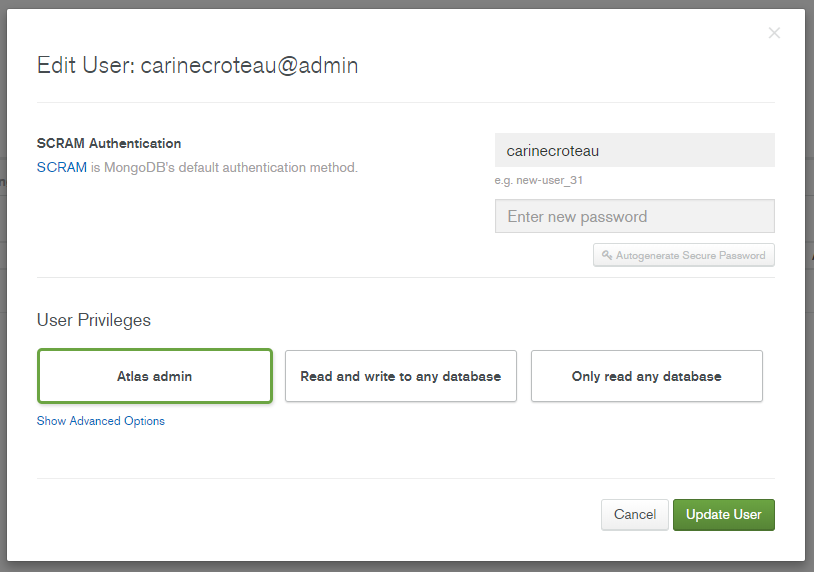 ×
Edit User: carinecroteau@admin
SCRAM Authentication
SCRAM is MongoDB's default authentication method.
carinecroteau
e.g. new-user_31
Enter new password
Autogenerate Secure Password
User Privileges
Atlas admin
Read and write to any database
Only read any database
Show Advanced Options
Cancel
Update User